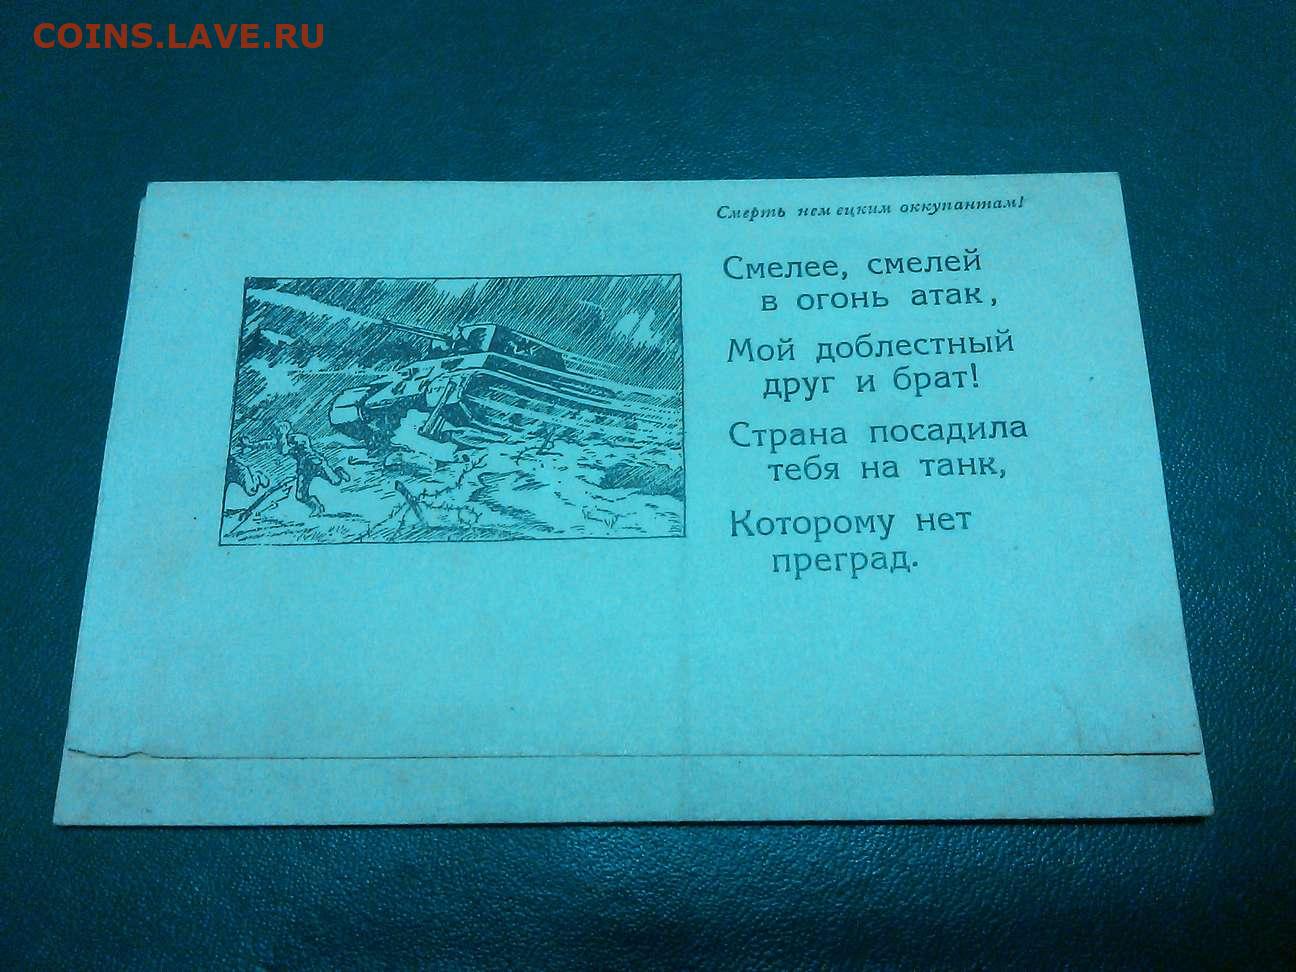 COINS.LAVE.RU
Смерть немецким оккупантам!
Смелее, смелей
в огонь атак,
Мой доблестный
друг и брат!
Страна посадила
тебя на танк,
Которому нет
преград.